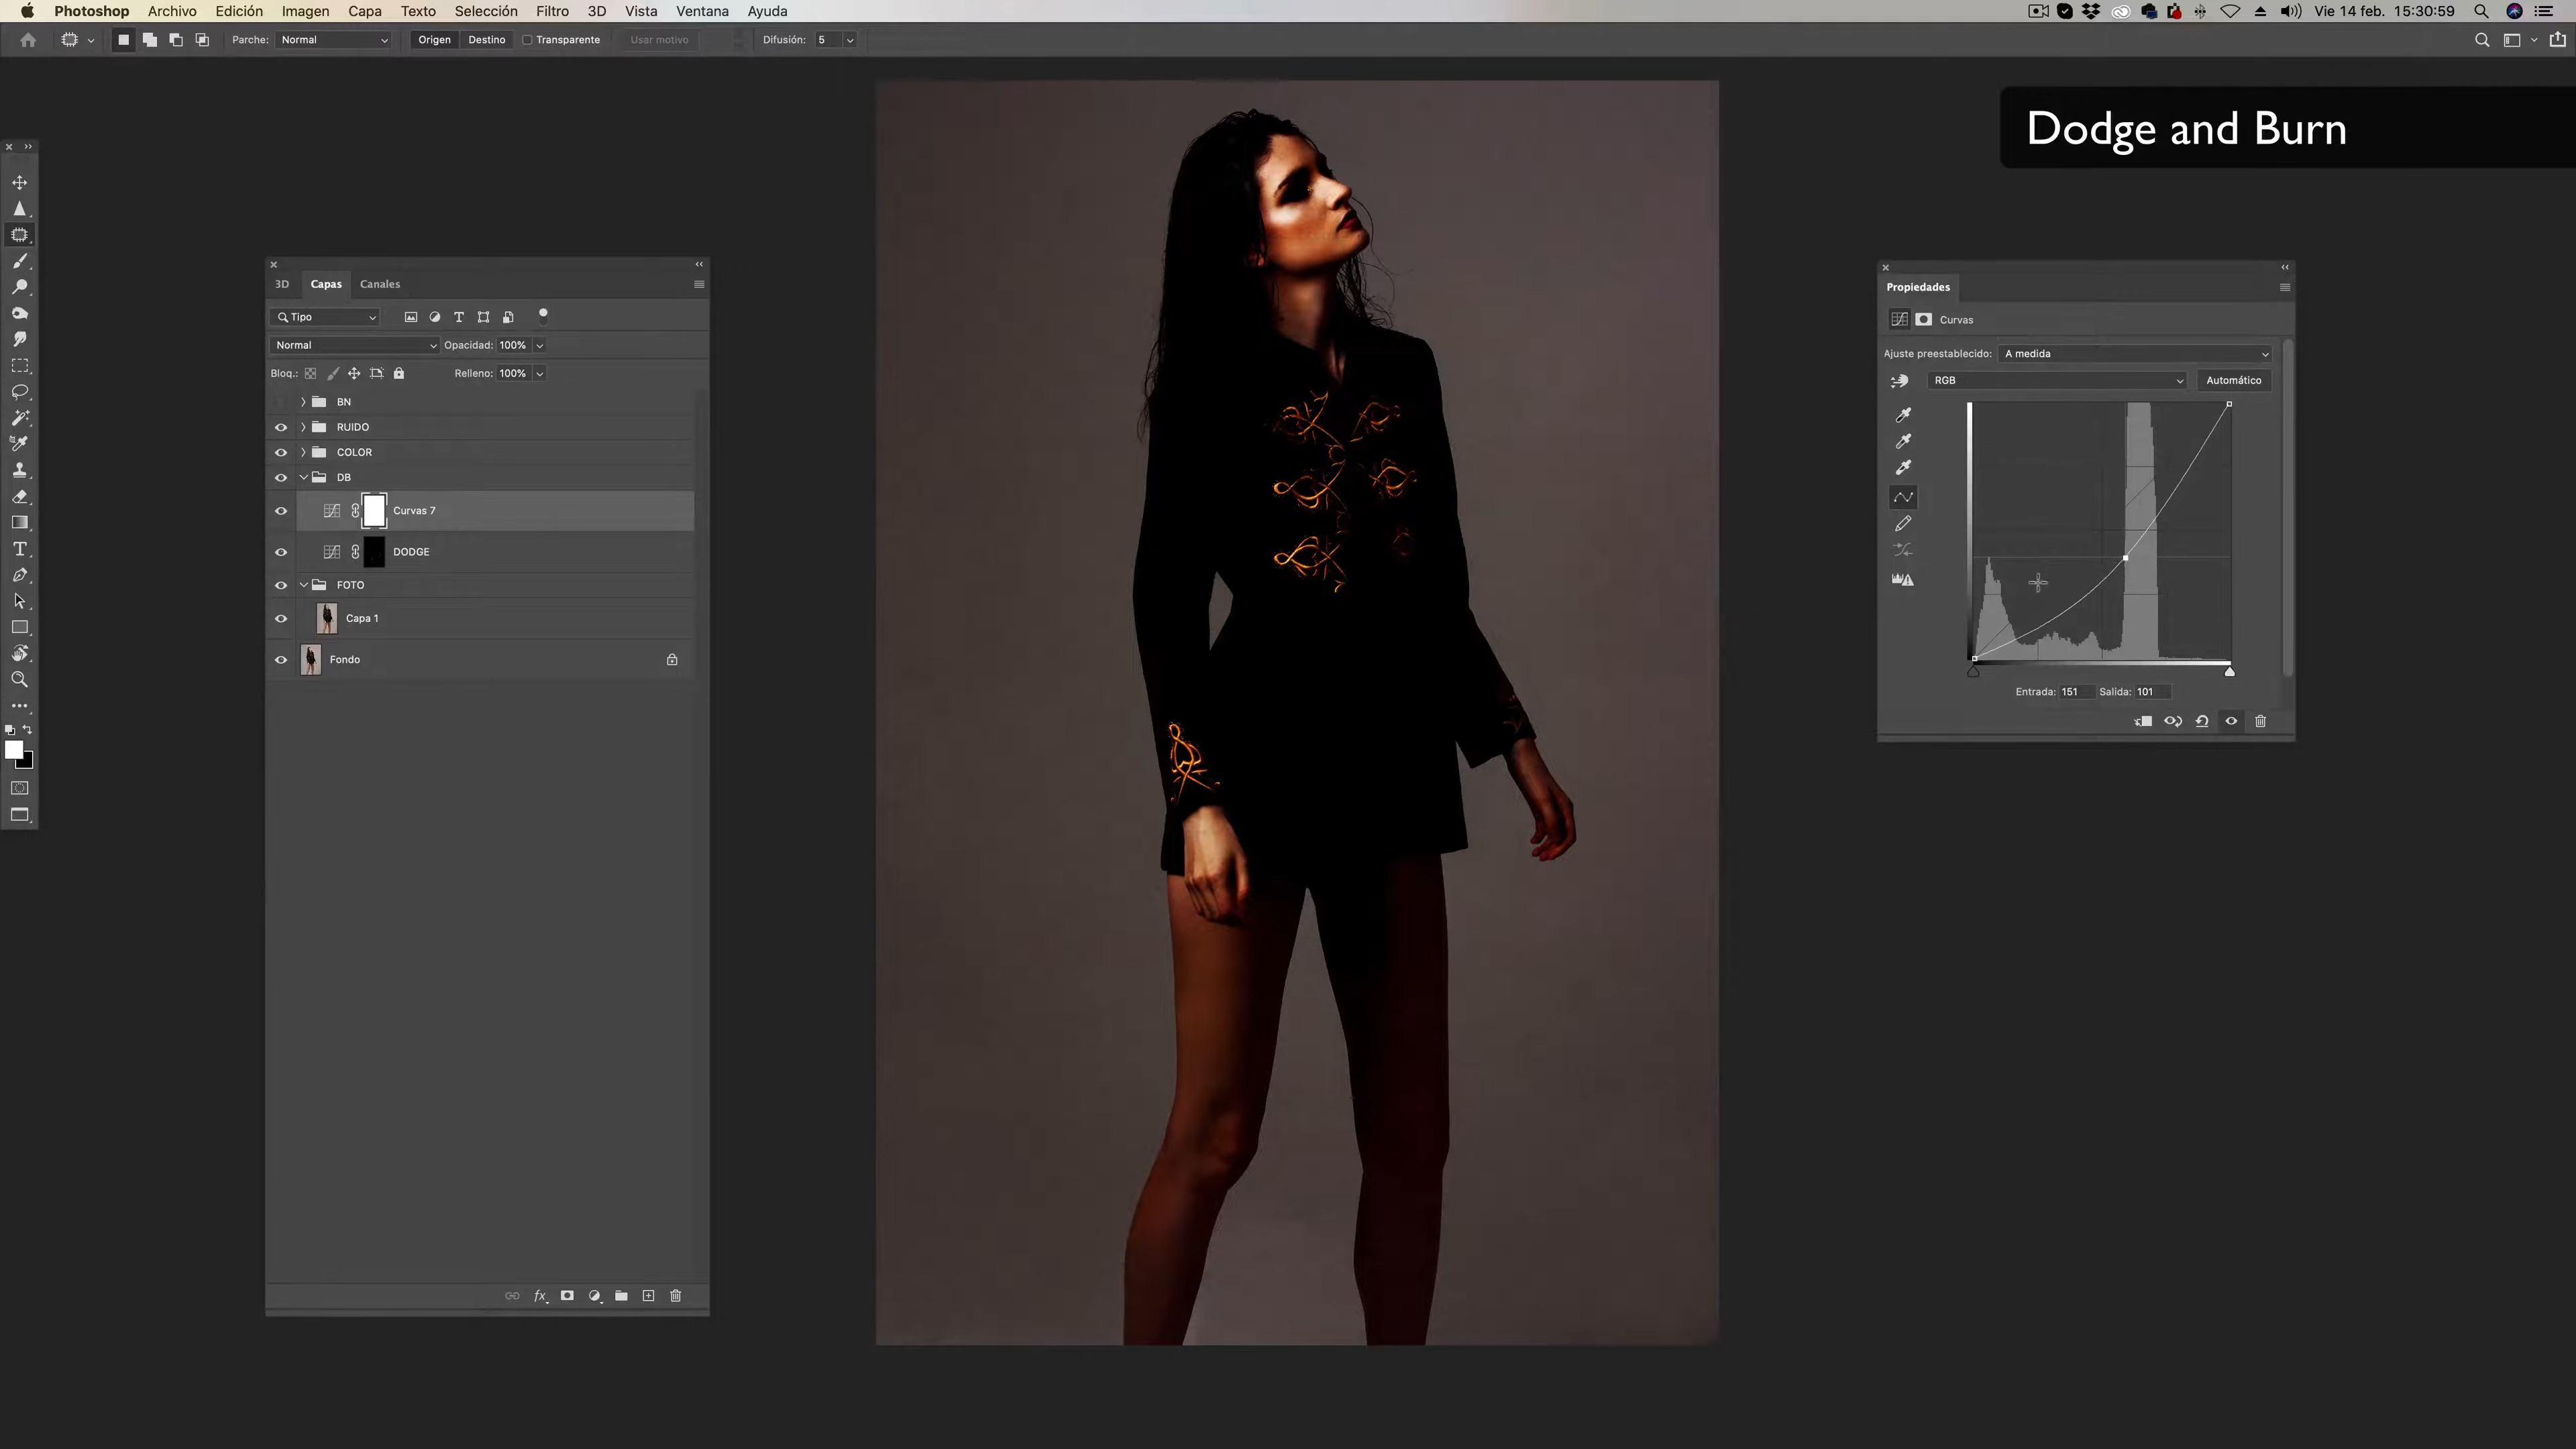 Photoshop Archivo Edición Imagen Capa Texto Selección Filtro 3D Vista Ventana Ayuda Vie 14 feb. 15:30:59
Parche: Normal Origen Destino Transparente Usar motivo Difusión: 5
Dodge and Burn
3D Capas Canales
Tipo
Normal Opacidad: 100%
Bloq.: Relleno: 100%
BN
RUIDO
COLOR
DB
Curvas 7
DODGE
FOTO
Capa 1
Fondo
fx
Propiedades
Curvas
Ajuste preestablecido: A medida
RGB Automático
Entrada: 151 Salida: 101